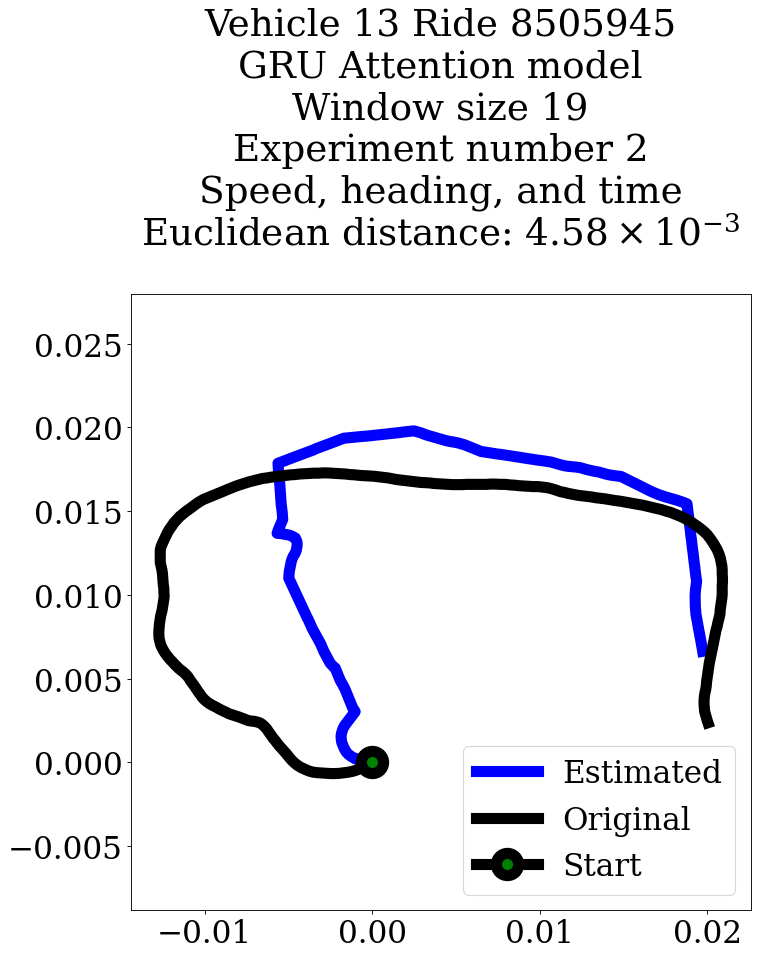 Vehicle 13 Ride 8505945
GRU Attention model
Window size 19
Experiment number 2
Speed, heading, and time
Euclidean distance: 4.58 × 10⁻³
0.025
0.020
0.015
0.010
0.005
0.000
−0.005
Estimated
Original
Start
−0.01 0.00 0.01 0.02